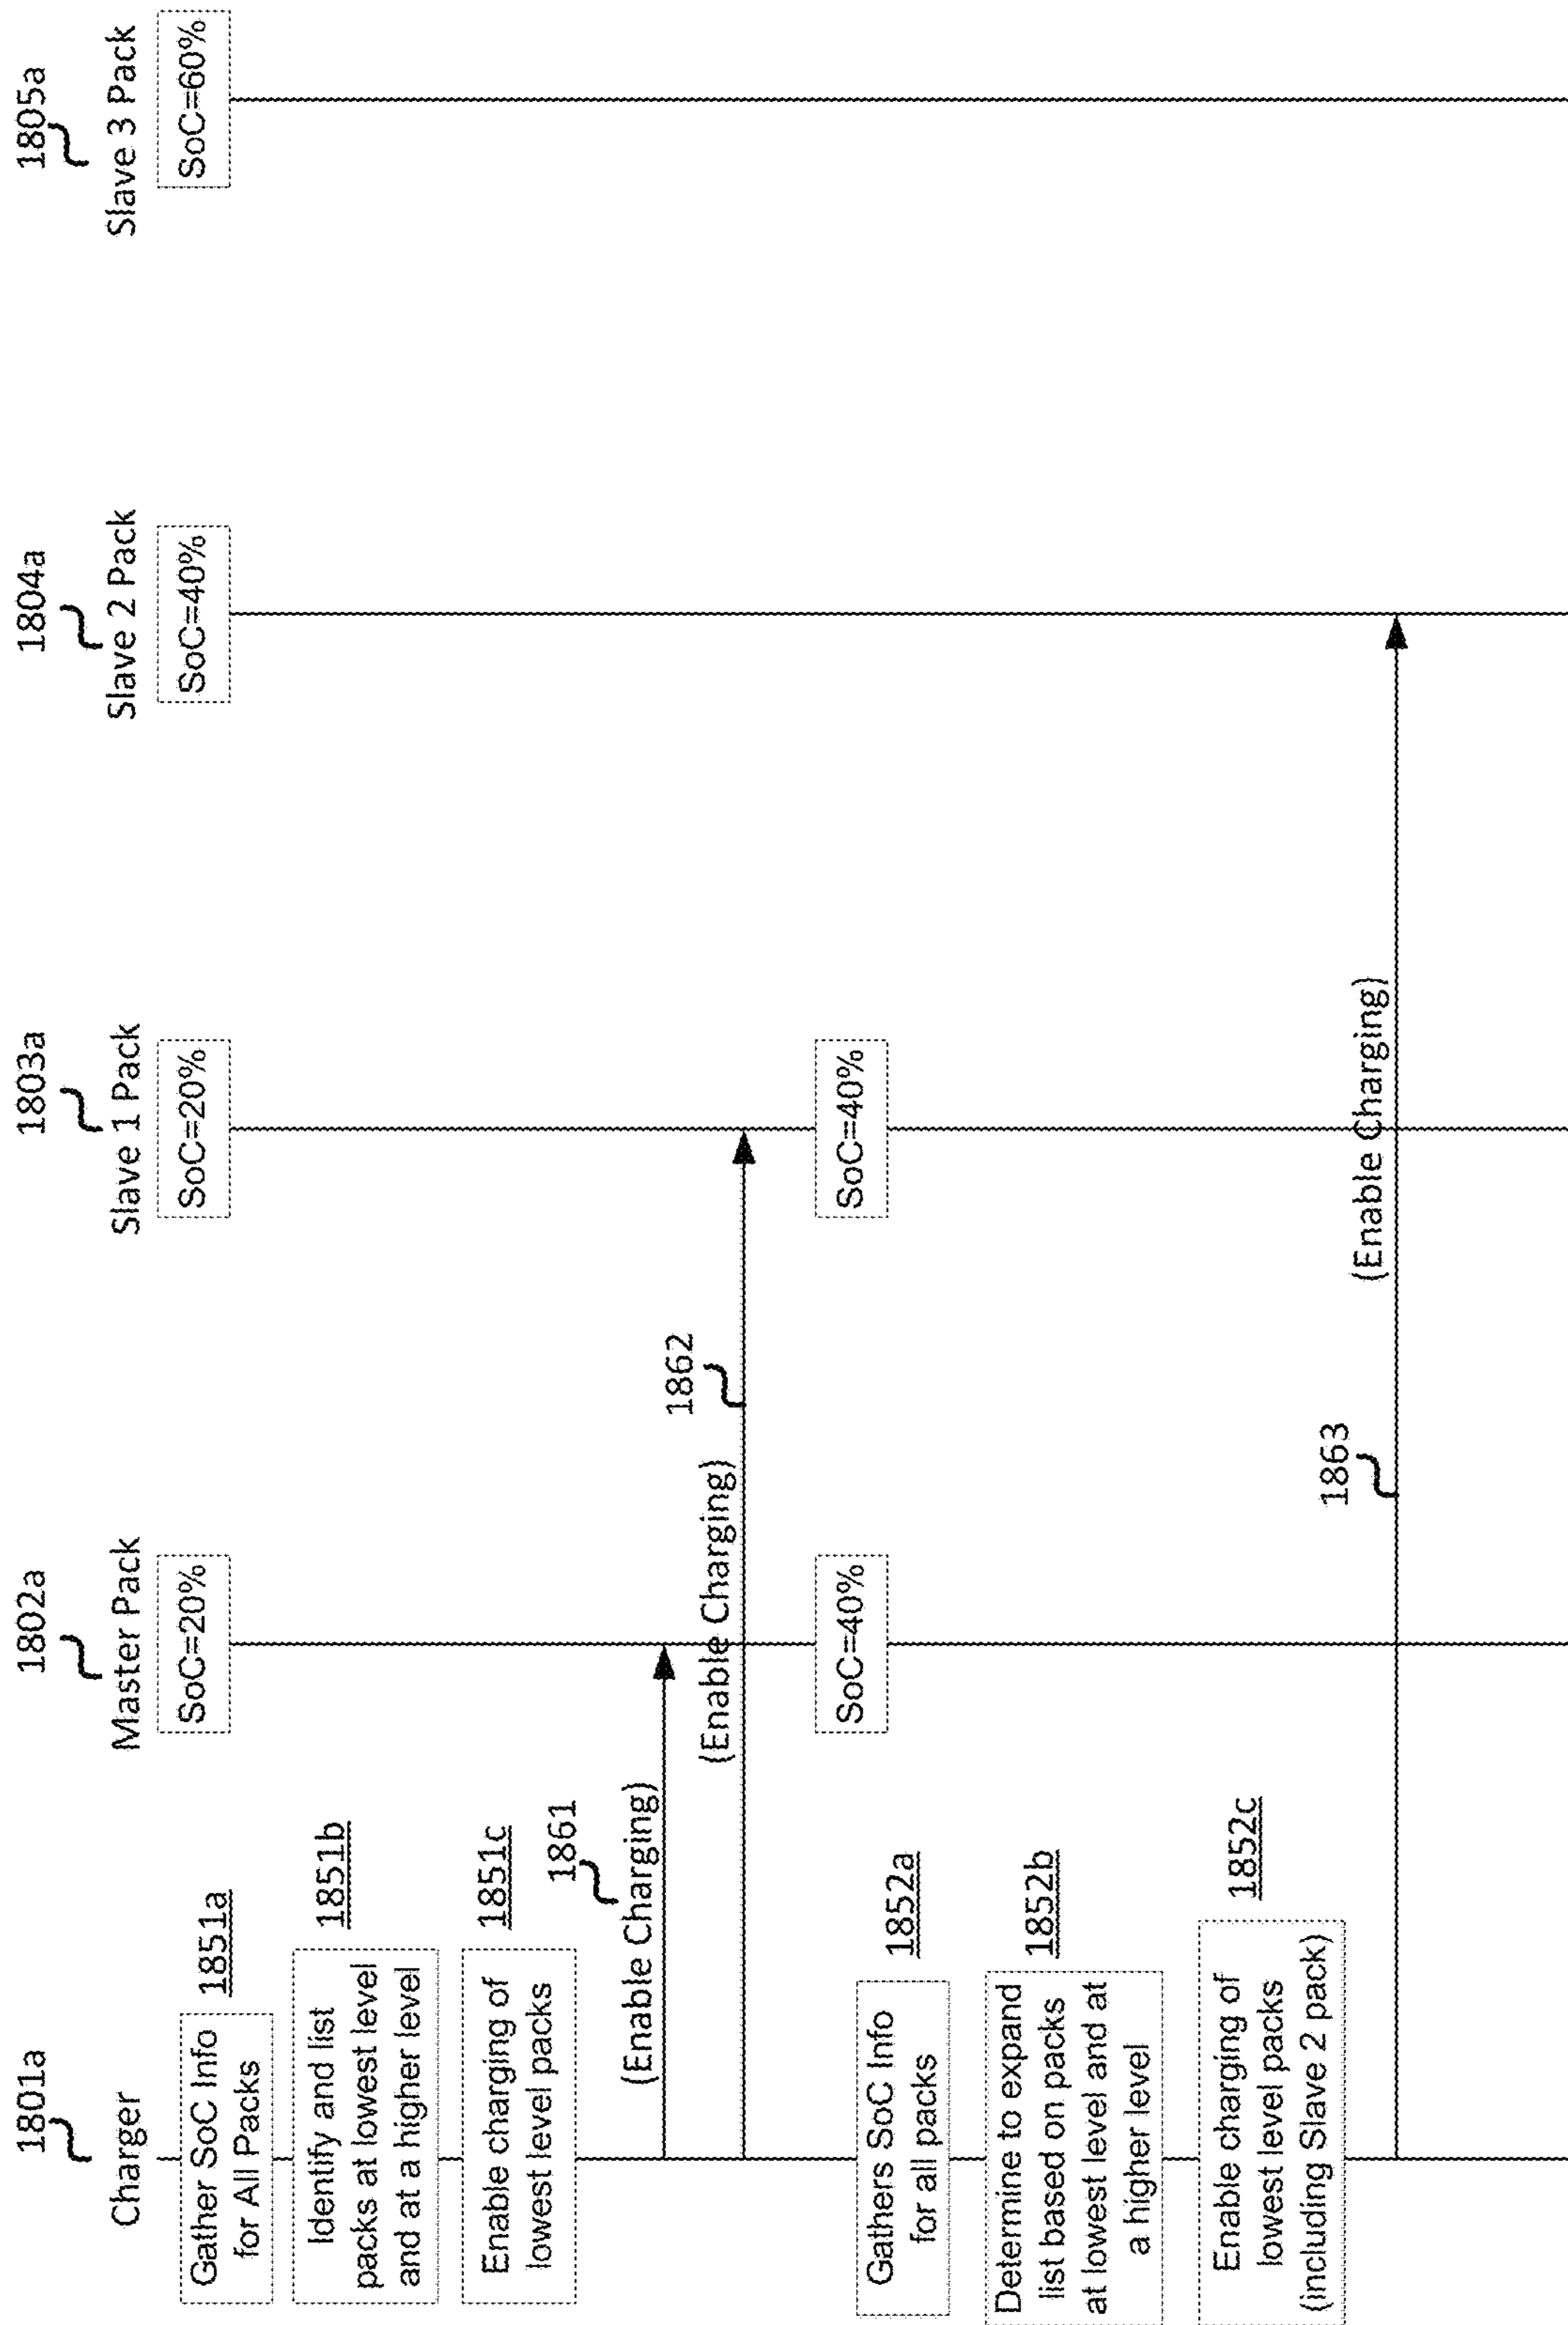 1801a
1802a
1803a
1804a
1805a
Charger
Master Pack
Slave 1 Pack
Slave 2 Pack
Slave 3 Pack
SoC=20%
SoC=20%
SoC=40%
SoC=60%
Gather SoC Info
for All Packs
1851a
Identify and list
packs at lowest level
and at a higher level
1851b
Enable charging of
lowest level packs
1851c
1861
(Enable Charging)
1862
(Enable Charging)
SoC=40%
SoC=40%
Gathers SoC Info
for all packs
1852a
Determine to expand
list based on packs
at lowest level and at
a higher level
1852b
Enable charging of
lowest level packs
(including Slave 2 pack)
1852c
1863
(Enable Charging)